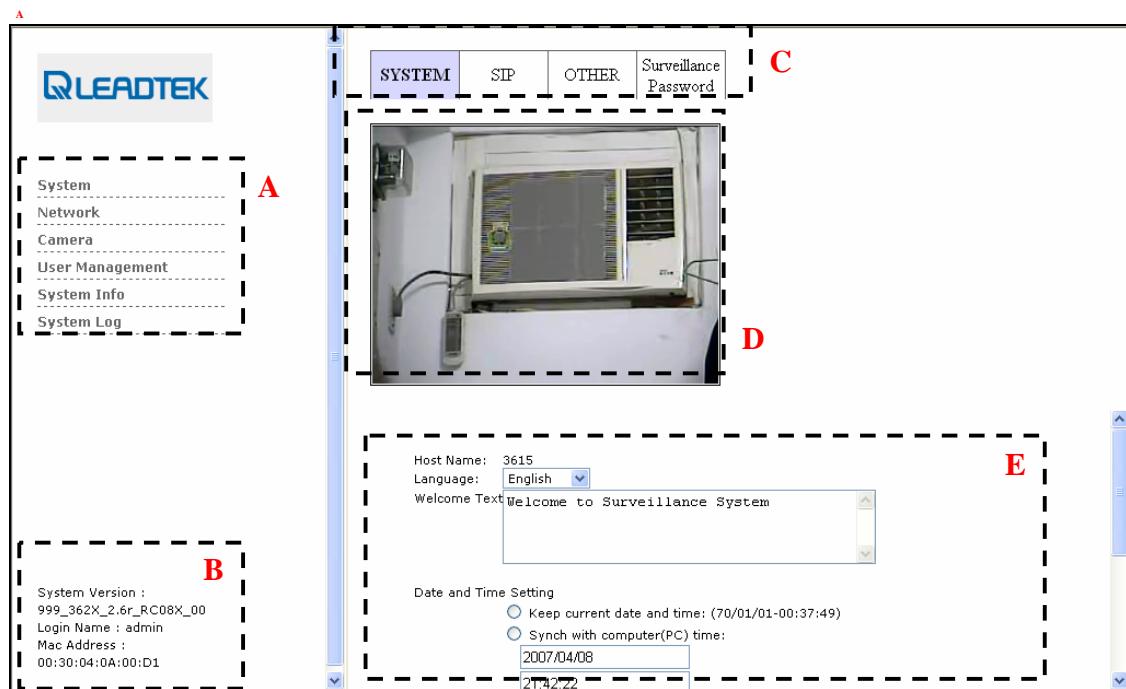 A
LEADTEK
System
Network
Camera
User Management
System Info
System Log
A
B
System Version :
999_362X_2.6r_RC08X_00
Login Name : admin
Mac Address :
00:30:04:0A:00:D1
SYSTEM
SIP
OTHER
Surveillance
Password
C
D
E
Host Name: 3615
Language: English
Welcome Text Welcome to Surveillance System
Date and Time Setting
Keep current date and time: (70/01/01-00:37:49)
Synch with computer(PC) time:
2007/04/08
21:42:22